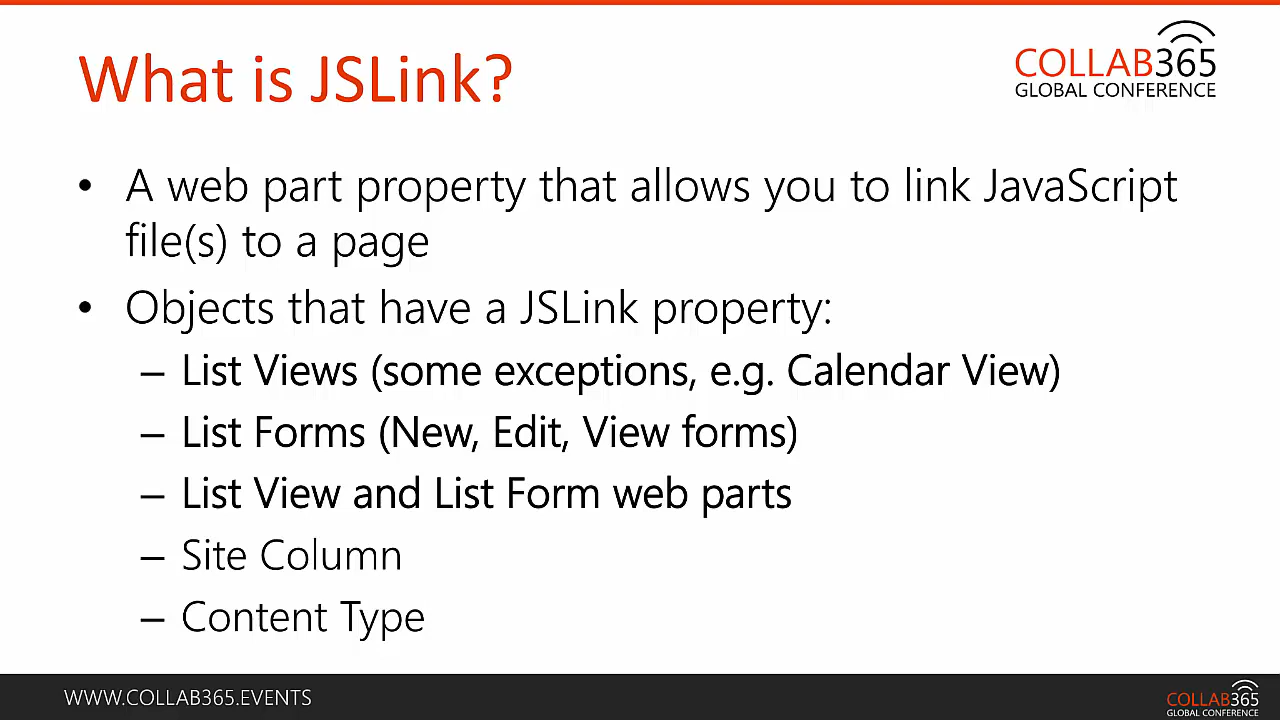 What is JSLink?
COLLAB365
GLOBAL CONFERENCE
• A web part property that allows you to link JavaScript
file(s) to a page
• Objects that have a JSLink property:
– List Views (some exceptions, e.g. Calendar View)
– List Forms (New, Edit, View forms)
– List View and List Form web parts
– Site Column
– Content Type
WWW.COLLAB365.EVENTS
COLLAB365
GLOBAL CONFERENCE